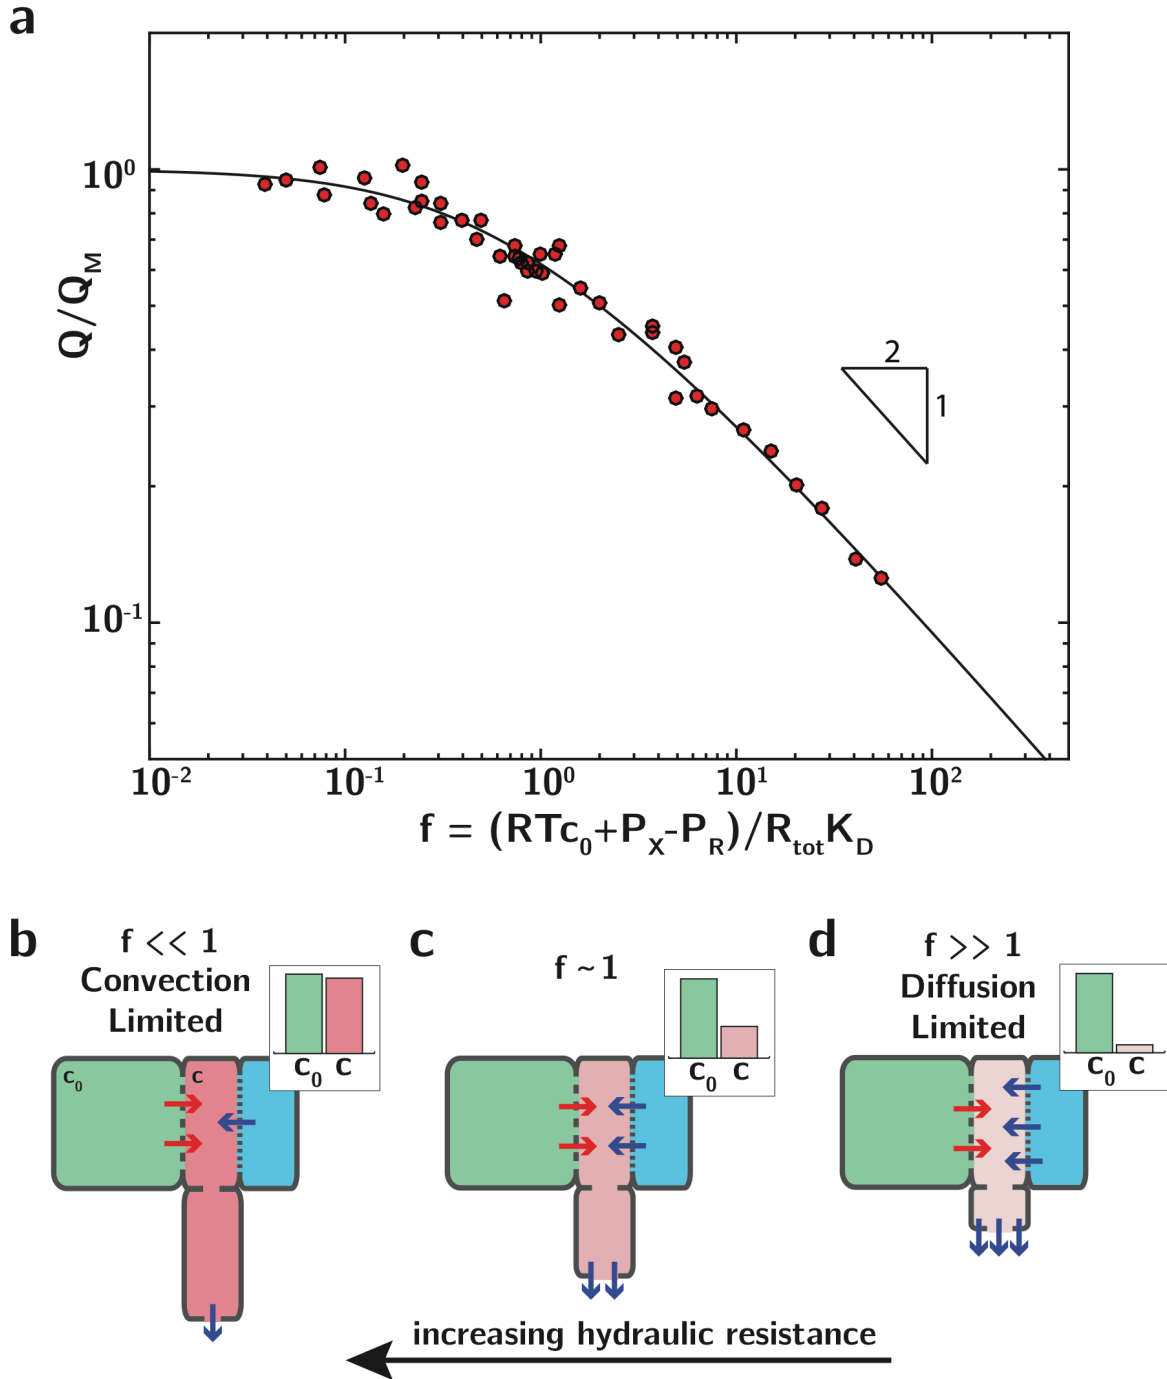 a
10⁰
10⁻¹
Q/Q_M
2
1
10⁻² 10⁻¹ 10⁰ 10¹ 10²
f = (RTc₀+P_X-P_R)/R_tot K_D
b
f << 1
Convection
Limited
c₀ c
c₀ c
c
f ~ 1
c₀ c
d
f >> 1
Diffusion
Limited
c₀ c
increasing hydraulic resistance